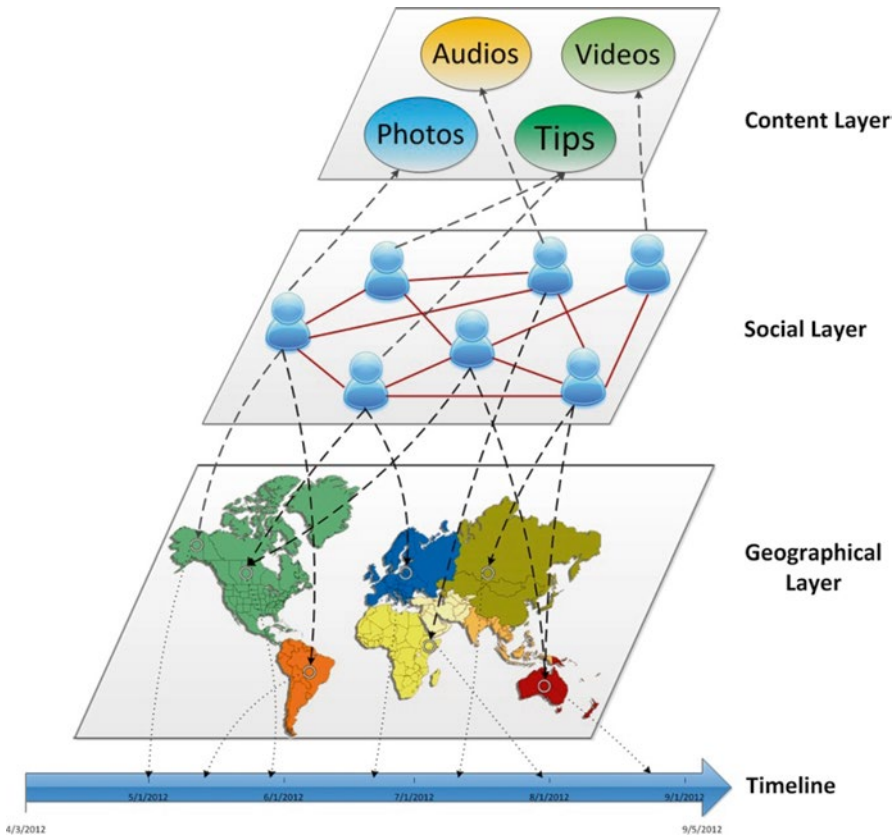 Audios
Videos
Photos
Tips
Content Layer
Social Layer
Geographical
Layer
Timeline
5/1/2012
6/1/2012
7/1/2012
8/1/2012
9/1/2012
4/3/2012
9/5/2012